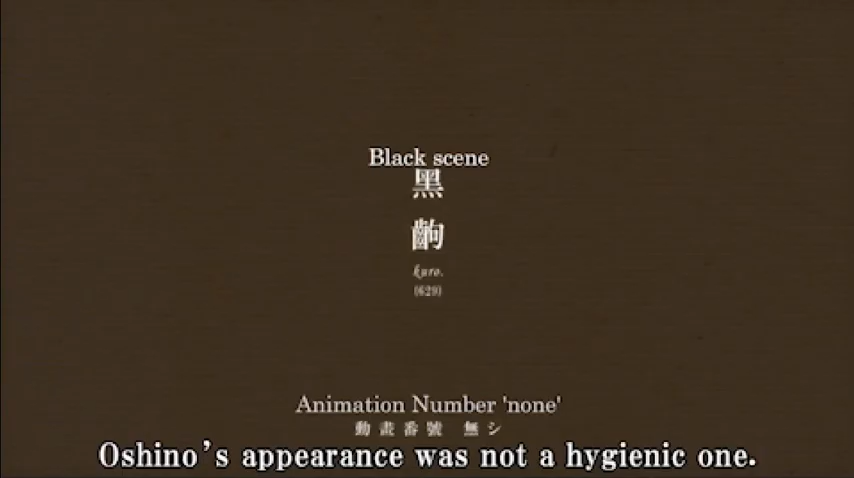 Black scene
黑
齣
kuro.
(629)
Animation Number 'none'
動畫番號 無シ
Oshino's appearance was not a hygienic one.